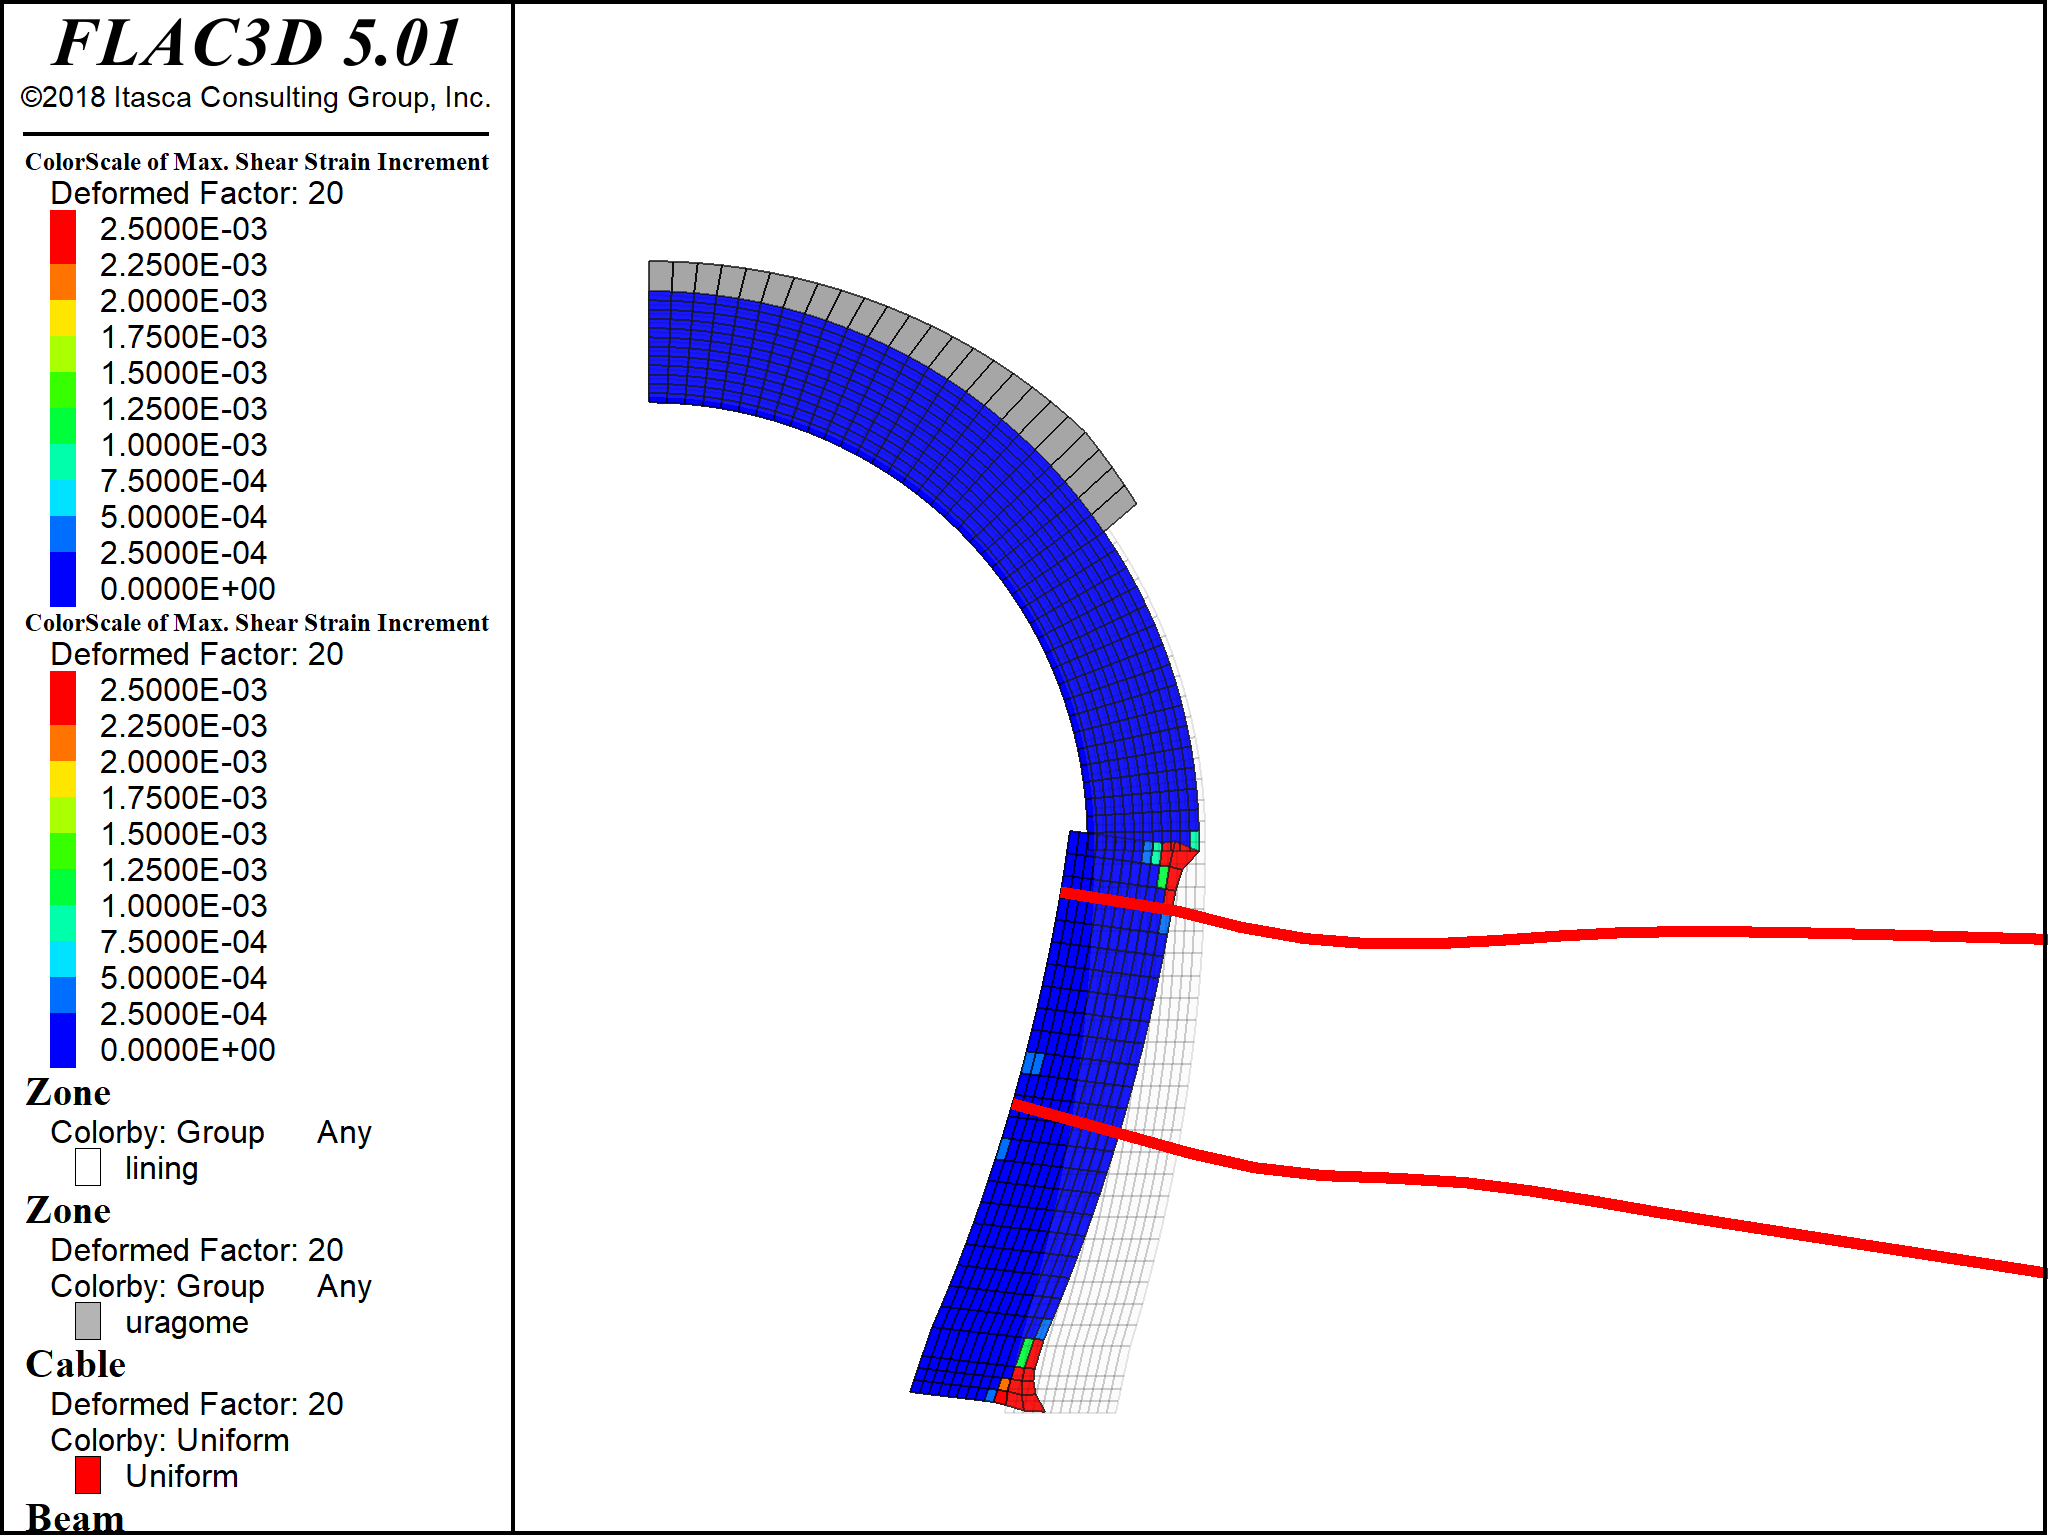 FLAC3D 5.01
©2018 Itasca Consulting Group, Inc.
ColorScale of Max. Shear Strain Increment
Deformed Factor: 20
2.5000E-03
2.2500E-03
2.0000E-03
1.7500E-03
1.5000E-03
1.2500E-03
1.0000E-03
7.5000E-04
5.0000E-04
2.5000E-04
0.0000E+00
ColorScale of Max. Shear Strain Increment
Deformed Factor: 20
2.5000E-03
2.2500E-03
2.0000E-03
1.7500E-03
1.5000E-03
1.2500E-03
1.0000E-03
7.5000E-04
5.0000E-04
2.5000E-04
0.0000E+00
Zone
Colorby: Group Any
lining
Zone
Deformed Factor: 20
Colorby: Group Any
uragome
Cable
Deformed Factor: 20
Colorby: Uniform
Uniform
Beam